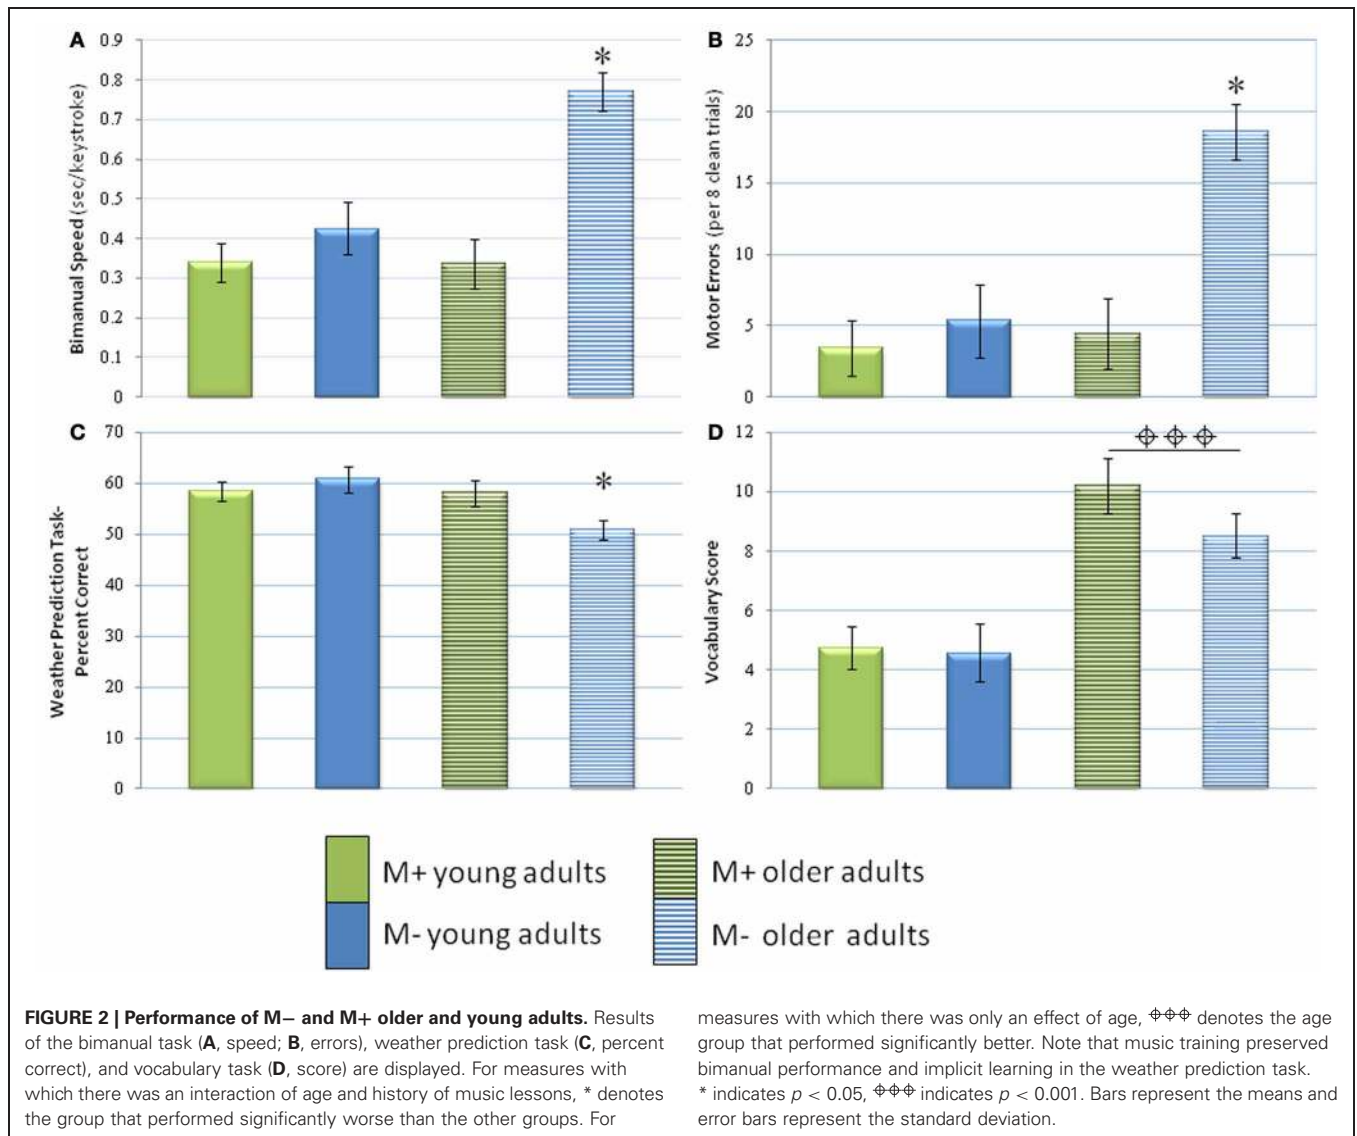 A
0.9
0.8
0.7
0.6
0.5
0.4
0.3
0.2
0.1
0
Bimanual Speed (sec/keystroke)
*
B
25
20
15
10
5
0
Motor Errors (per 8 clean trials)
*
C
70
60
50
40
30
20
10
0
Weather Prediction Task-
Percent Correct
*
D
12
10
8
6
4
2
0
Vocabulary Score
⌖⌖⌖
M+ young adults
M- young adults
M+ older adults
M- older adults
FIGURE 2 | Performance of M− and M+ older and young adults. Results
of the bimanual task (A, speed; B, errors), weather prediction task (C, percent
correct), and vocabulary task (D, score) are displayed. For measures with
which there was an interaction of age and history of music lessons, * denotes
the group that performed significantly worse than the other groups. For
measures with which there was only an effect of age, ⌖⌖⌖ denotes the age
group that performed significantly better. Note that music training preserved
bimanual performance and implicit learning in the weather prediction task.
* indicates p < 0.05, ⌖⌖⌖ indicates p < 0.001. Bars represent the means and
error bars represent the standard deviation.